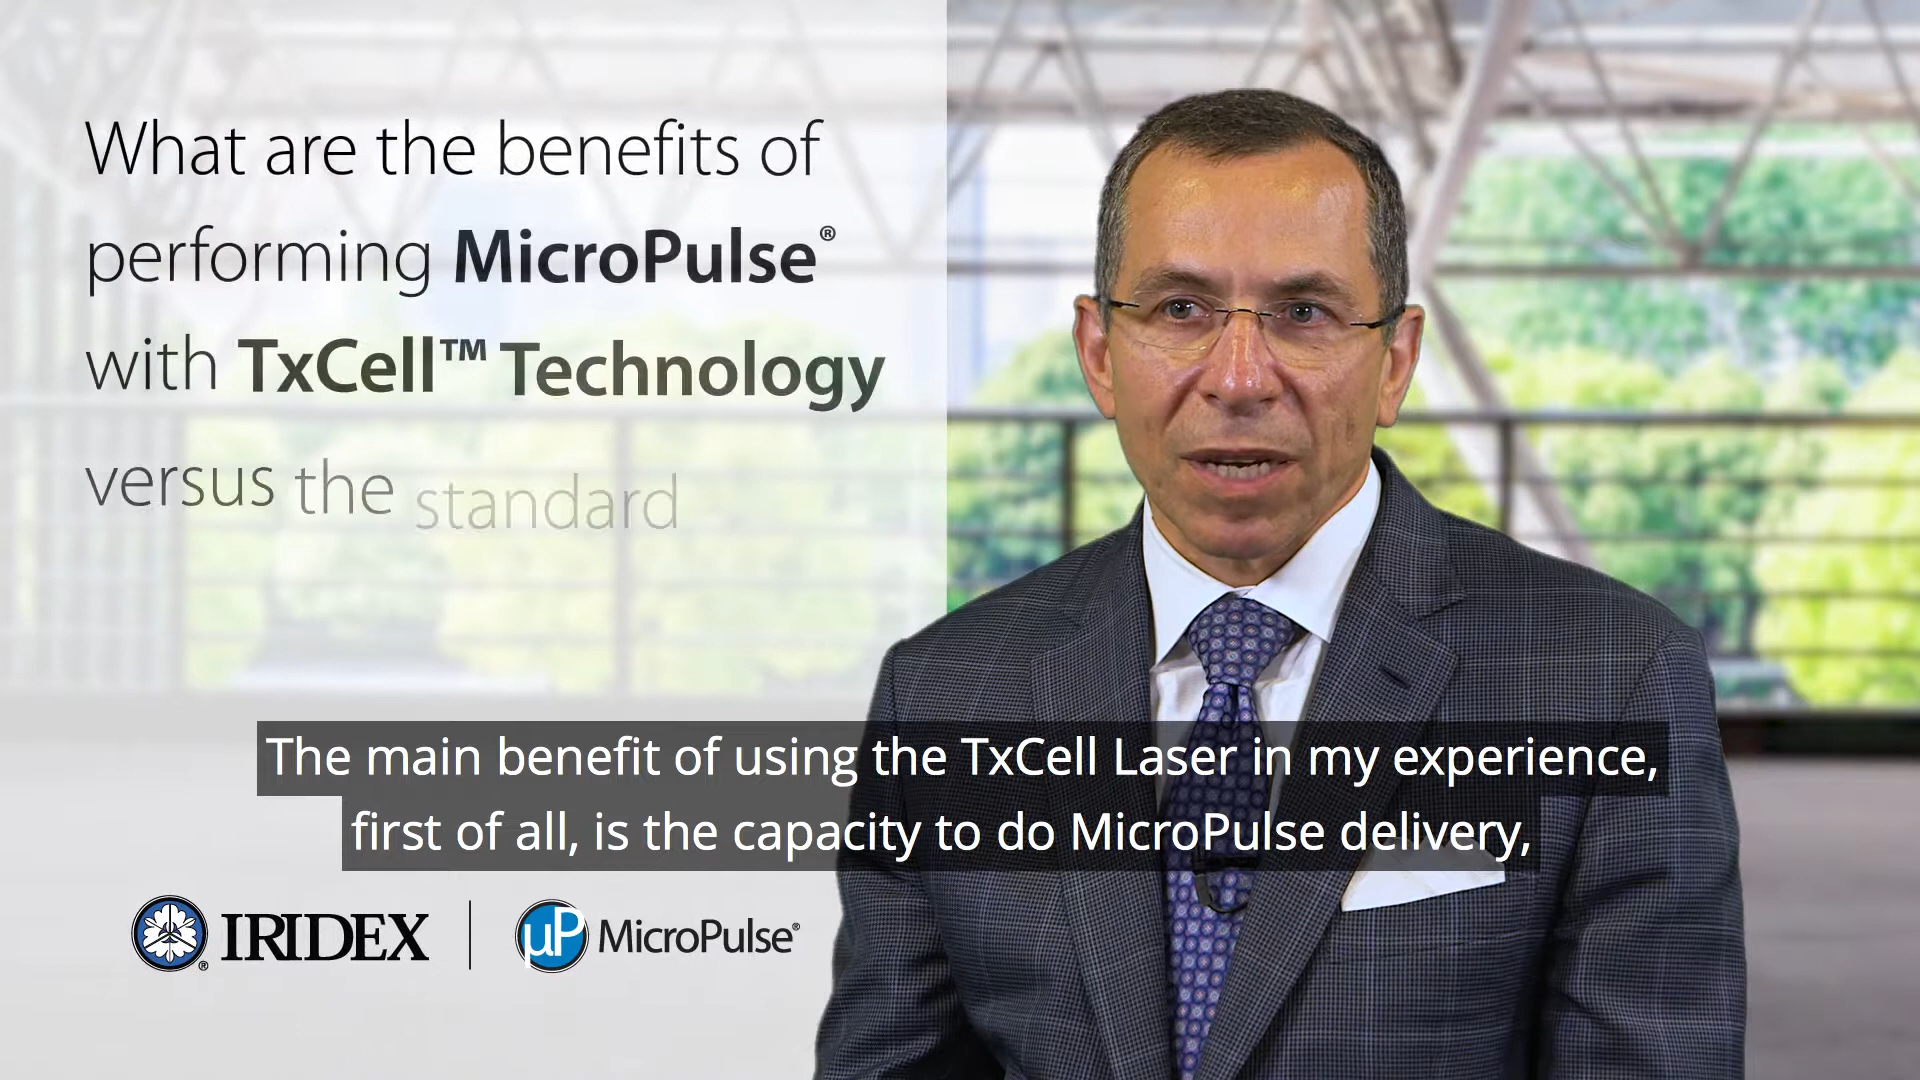 What are the benefits of
performing MicroPulse®
with TxCell™ Technology
versus the standard
The main benefit of using the TxCell Laser in my experience,
first of all, is the capacity to do MicroPulse delivery,
IRIDEX®
µP MicroPulse®